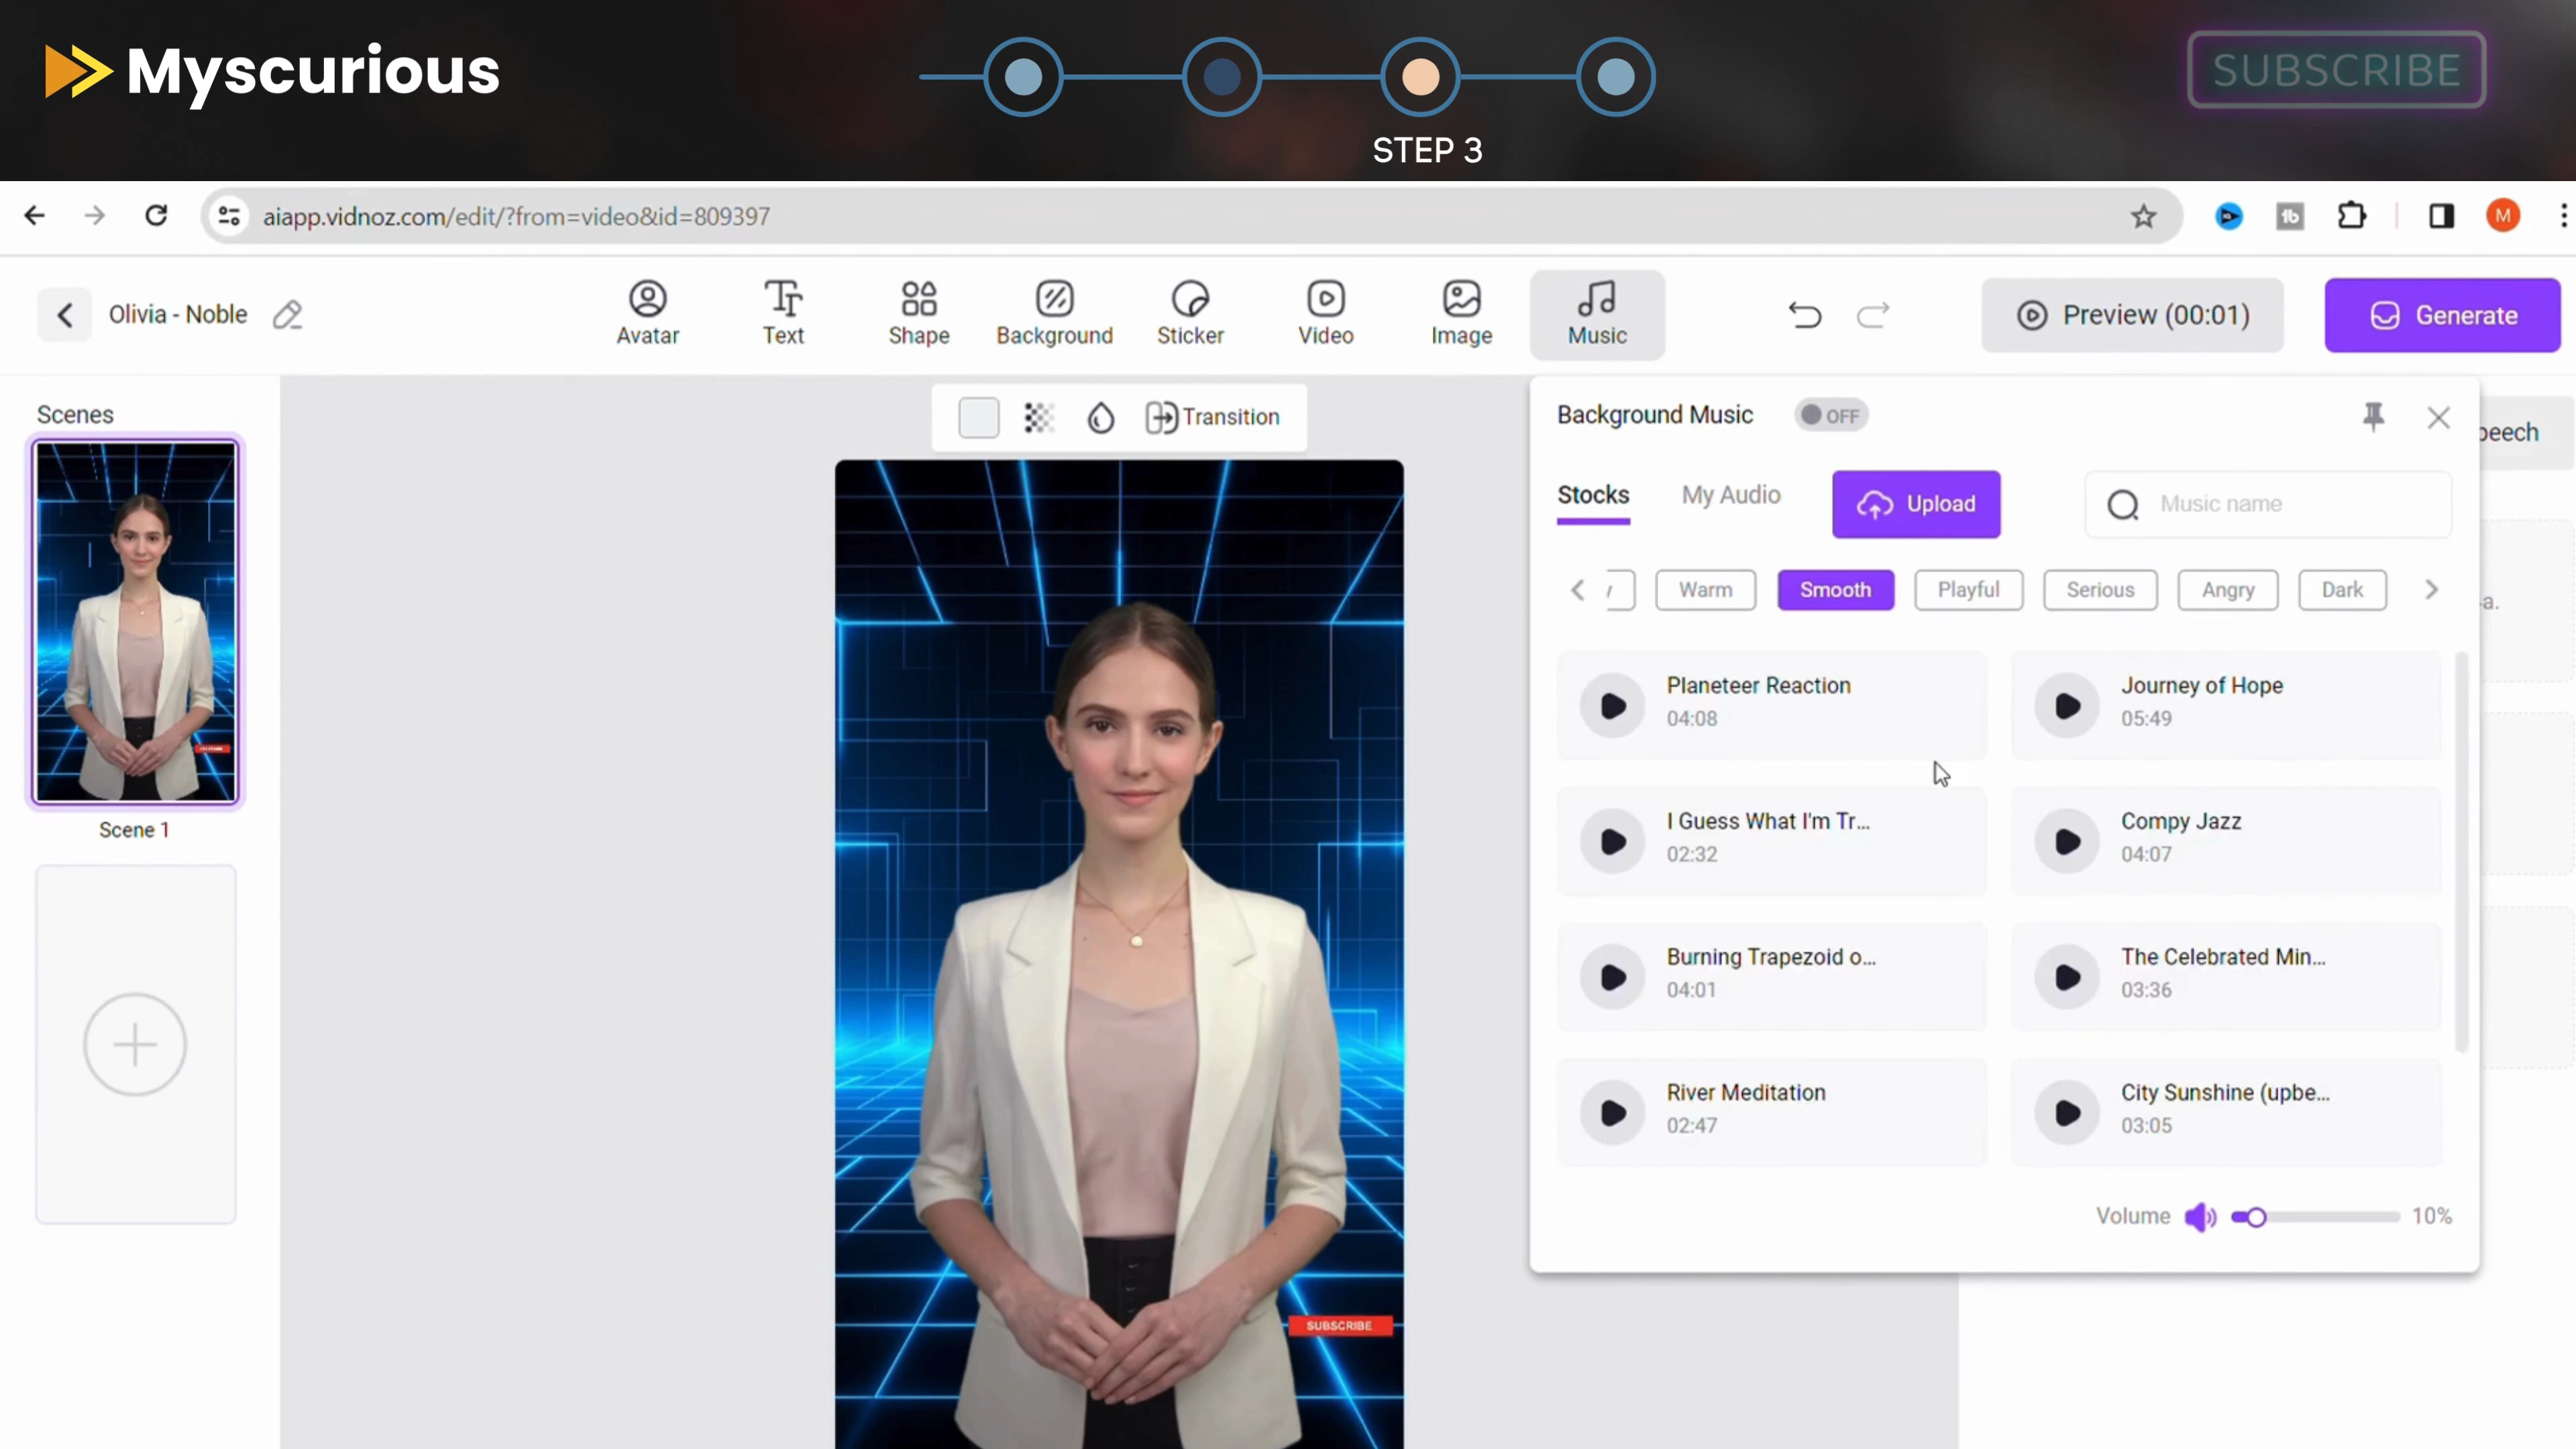 Myscurious
STEP 3
SUBSCRIBE
aiapp.vidnoz.com/edit/?from=video&id=809397
M
Olivia - Noble
Avatar
Text
Shape
Background
Sticker
Video
Image
Music
Preview (00:01)
Generate
Scenes
Scene 1
Transition
SUBSCRIBE
Background Music
OFF
peech
Stocks
My Audio
Upload
Music name
Warm
Smooth
Playful
Serious
Angry
Dark
a.
Planeteer Reaction
04:08
Journey of Hope
05:49
I Guess What I'm Tr...
02:32
Compy Jazz
04:07
Burning Trapezoid o...
04:01
The Celebrated Min...
03:36
River Meditation
02:47
City Sunshine (upbe...
03:05
Volume
10%